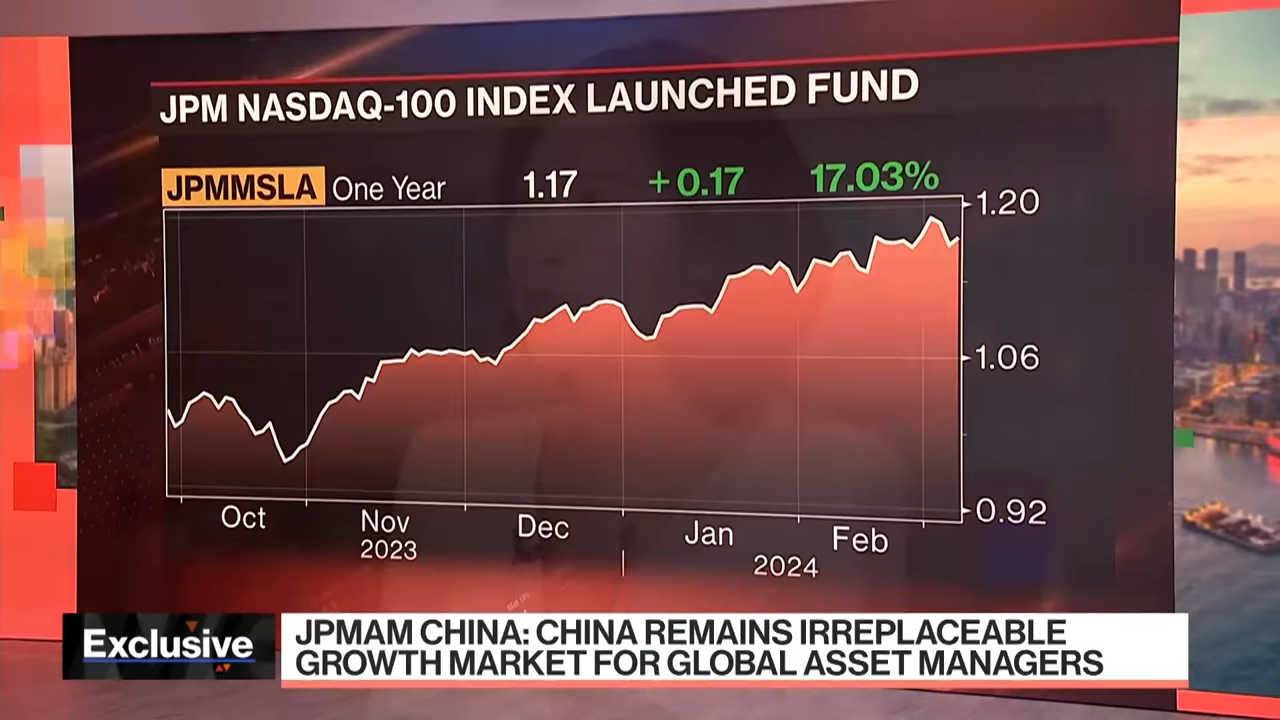 JPM NASDAQ-100 INDEX LAUNCHED FUND
JPMMSLA One Year 1.17 +0.17 17.03%
1.20
1.06
0.92
Oct Nov Dec Jan Feb
2023 2024
Exclusive
JPMAM CHINA: CHINA REMAINS IRREPLACEABLE
GROWTH MARKET FOR GLOBAL ASSET MANAGERS